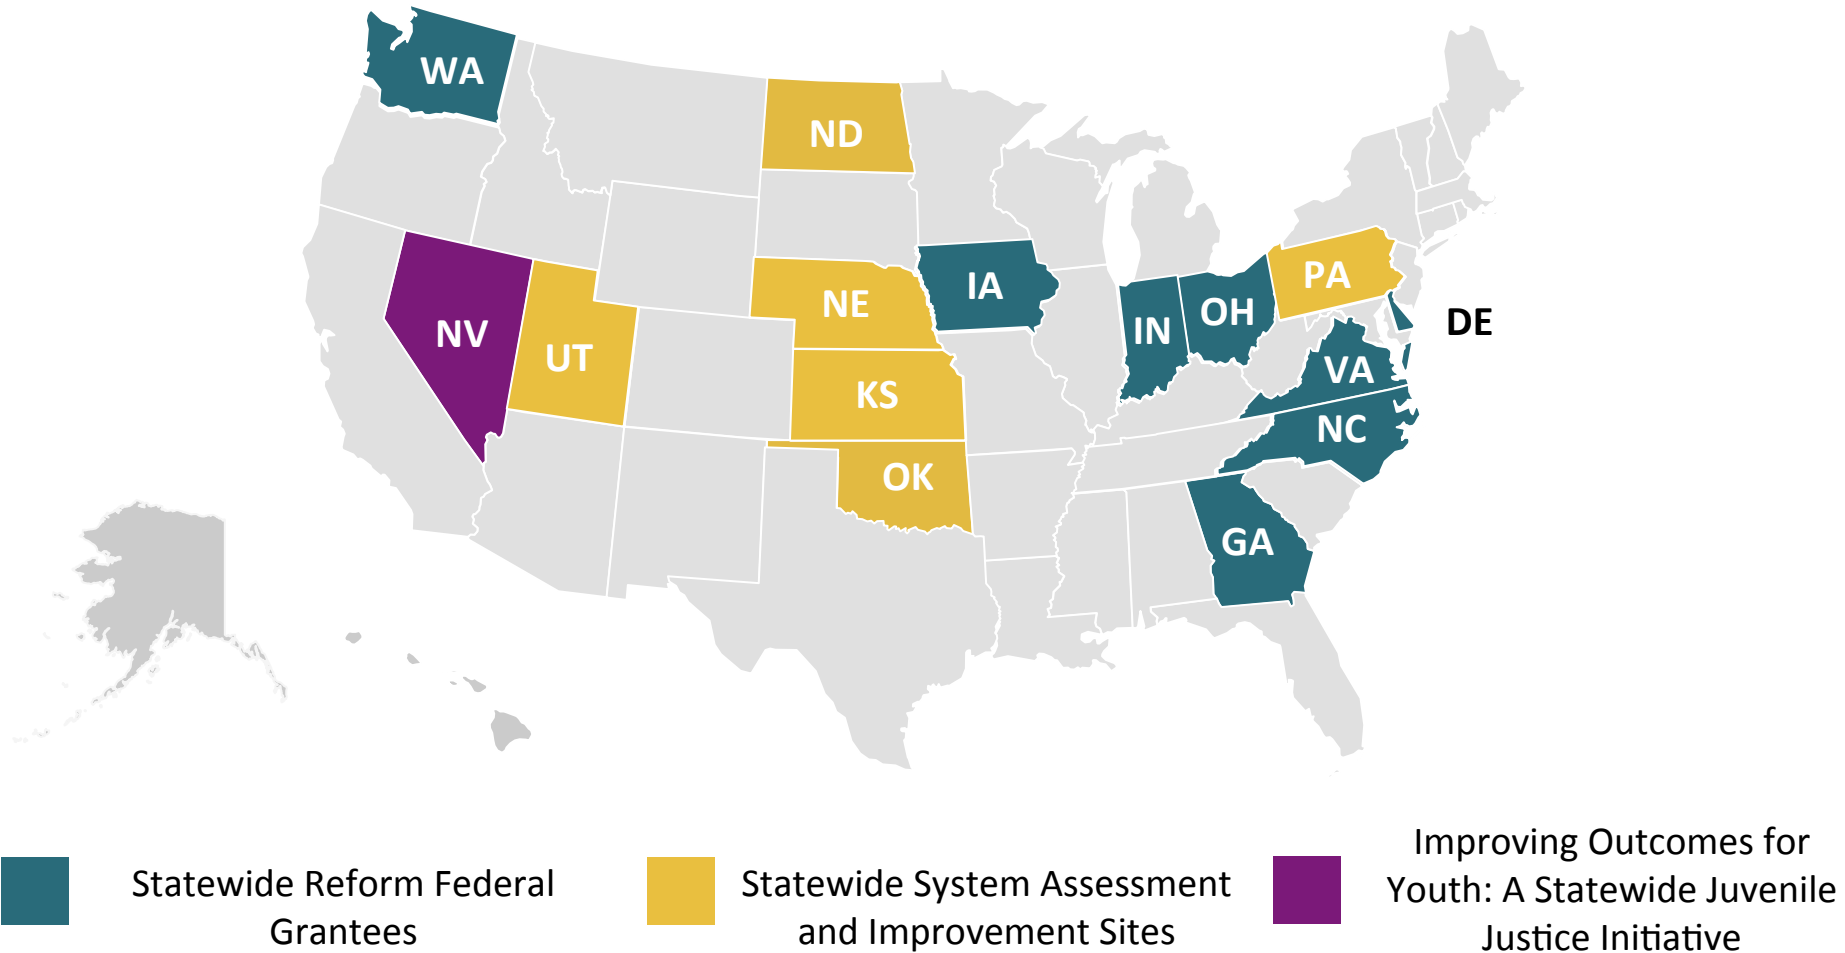 WA
ND
IA
NE
PA
OH
IN
DE
NV
UT
VA
KS
NC
OK
GA
Statewide Reform Federal
Grantees
Statewide System Assessment
and Improvement Sites
Improving Outcomes for
Youth: A Statewide Juvenile
Justice Initiative